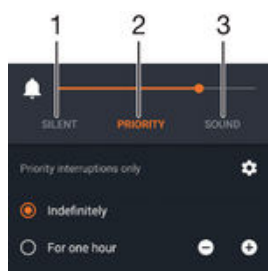 1 2 3
SILENT PRIORITY SOUND
Priority interruptions only
Indefinitely
For one hour